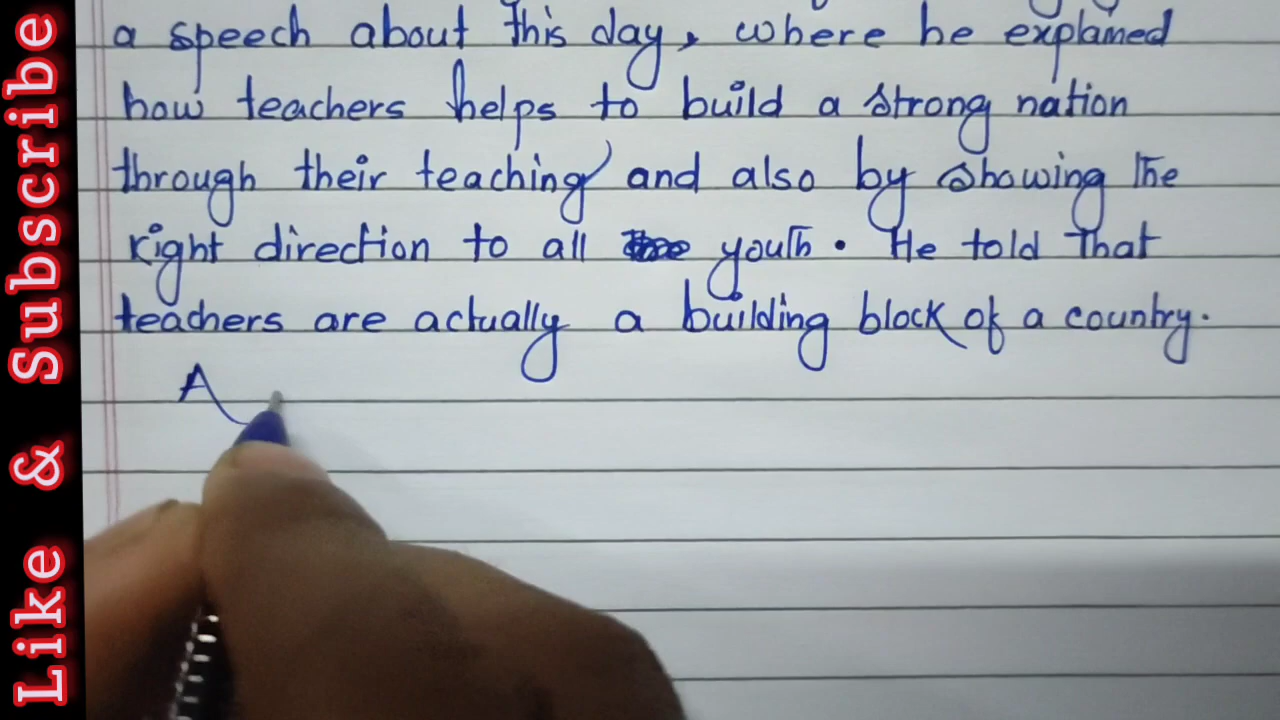 Like & Subscribe
a speech about this day, where he explained
how teachers helps to build a strong nation
through their teaching and also by showing the
right direction to all youth. He told that
teachers are actually a building block of a country.
A